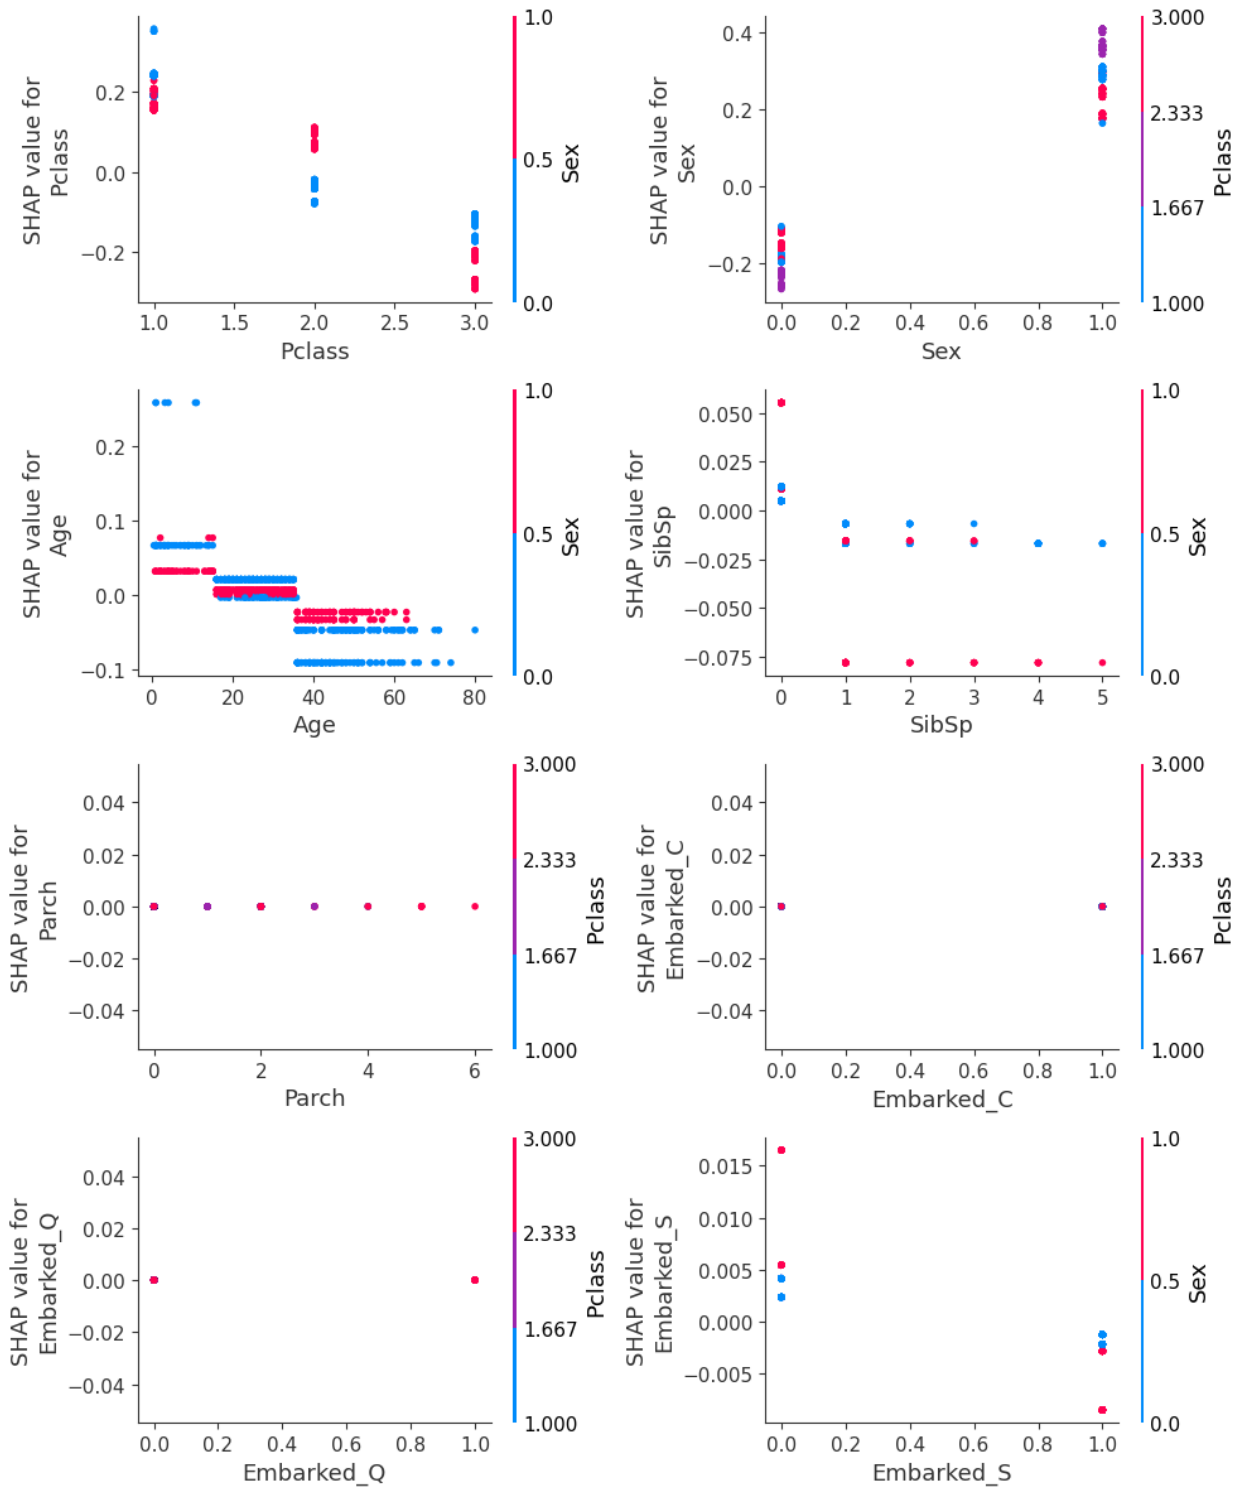 SHAP value for
Pclass
0.2
0.0
−0.2
1.0 1.5 2.0 2.5 3.0
Pclass
1.0
0.5
0.0
Sex
SHAP value for
Sex
0.4
0.2
0.0
−0.2
0.0 0.2 0.4 0.6 0.8 1.0
Sex
3.000
2.333
1.667
1.000
Pclass
SHAP value for
Age
0.2
0.1
0.0
−0.1
0 20 40 60 80
Age
1.0
0.5
0.0
Sex
SHAP value for
SibSp
0.050
0.025
0.000
−0.025
−0.050
−0.075
0 1 2 3 4 5
SibSp
1.0
0.5
0.0
Sex
SHAP value for
Parch
0.04
0.02
0.00
−0.02
−0.04
0 2 4 6
Parch
3.000
2.333
1.667
1.000
Pclass
SHAP value for
Embarked_C
0.04
0.02
0.00
−0.02
−0.04
0.0 0.2 0.4 0.6 0.8 1.0
Embarked_C
3.000
2.333
1.667
1.000
Pclass
SHAP value for
Embarked_Q
0.04
0.02
0.00
−0.02
−0.04
0.0 0.2 0.4 0.6 0.8 1.0
Embarked_Q
3.000
2.333
1.667
1.000
Pclass
SHAP value for
Embarked_S
0.015
0.010
0.005
0.000
−0.005
0.0 0.2 0.4 0.6 0.8 1.0
Embarked_S
1.0
0.5
0.0
Sex